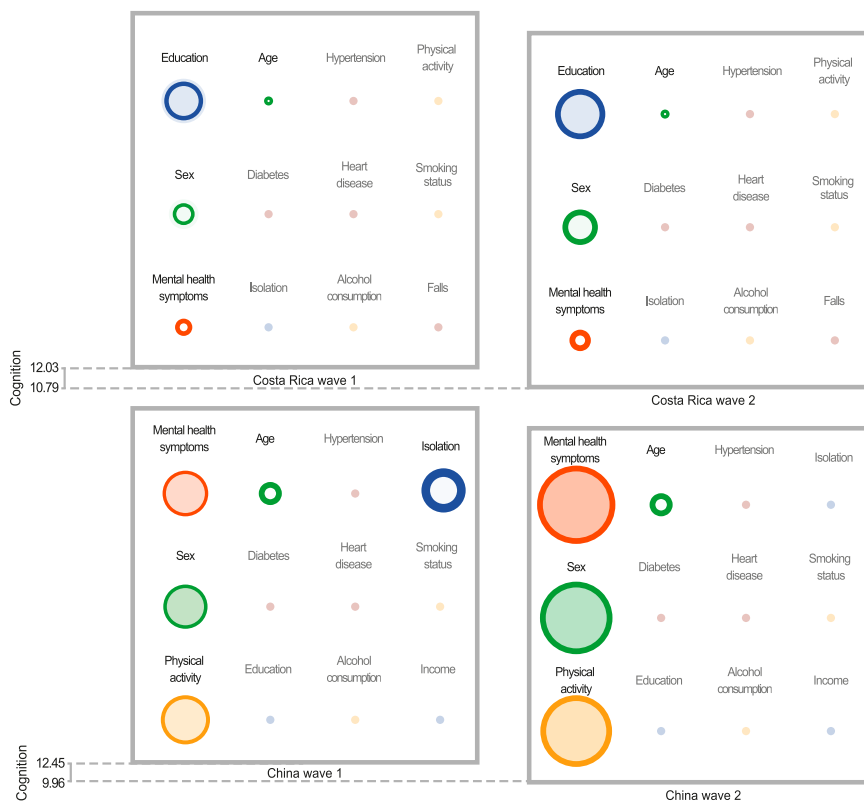 Education
Age
Hypertension
Physical
activity
Sex
Diabetes
Heart
disease
Smoking
status
Mental health
symptoms
Isolation
Alcohol
consumption
Falls
Costa Rica wave 1
Education
Age
Hypertension
Physical
activity
Sex
Diabetes
Heart
disease
Smoking
status
Mental health
symptoms
Isolation
Alcohol
consumption
Falls
Costa Rica wave 2
Cognition
12.03
10.79
Mental health
symptoms
Age
Hypertension
Isolation
Sex
Diabetes
Heart
disease
Smoking
status
Physical
activity
Education
Alcohol
consumption
Income
China wave 1
Mental health
symptoms
Age
Hypertension
Isolation
Sex
Diabetes
Heart
disease
Smoking status
Physical
activity
Education
Alcohol
consumption
Income
China wave 2
Cognition
12.45
9.96